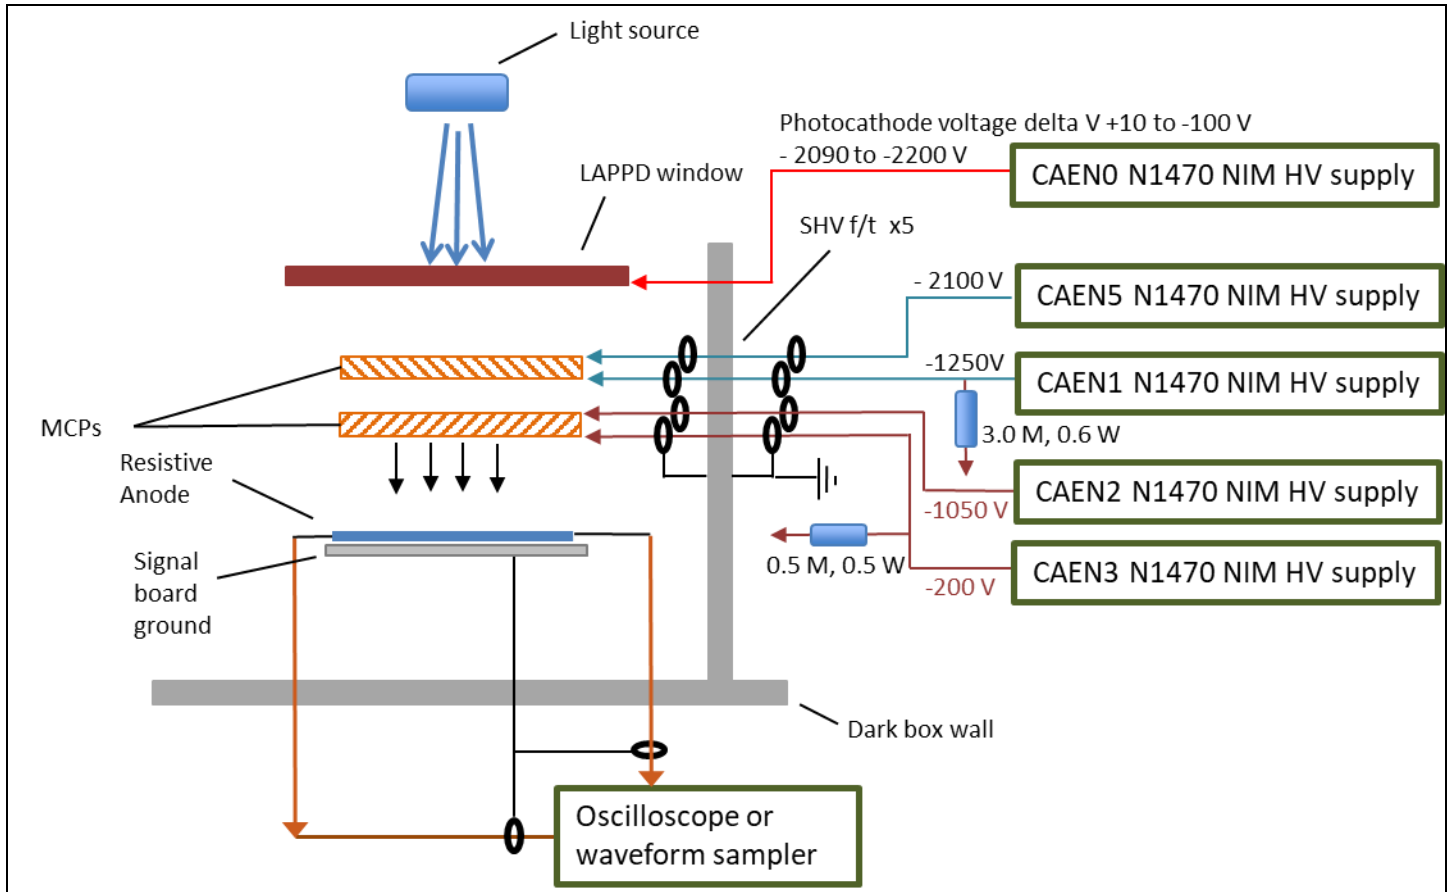 Light source
Photocathode voltage delta V +10 to -100 V
- 2090 to -2200 V
CAEN0 N1470 NIM HV supply
LAPPD window
SHV f/t x5
- 2100 V
CAEN5 N1470 NIM HV supply
-1250V
CAEN1 N1470 NIM HV supply
MCPs
3.0 M, 0.6 W
Resistive
Anode
CAEN2 N1470 NIM HV supply
-1050 V
Signal
board
ground
0.5 M, 0.5 W
CAEN3 N1470 NIM HV supply
-200 V
Dark box wall
Oscilloscope or
waveform sampler